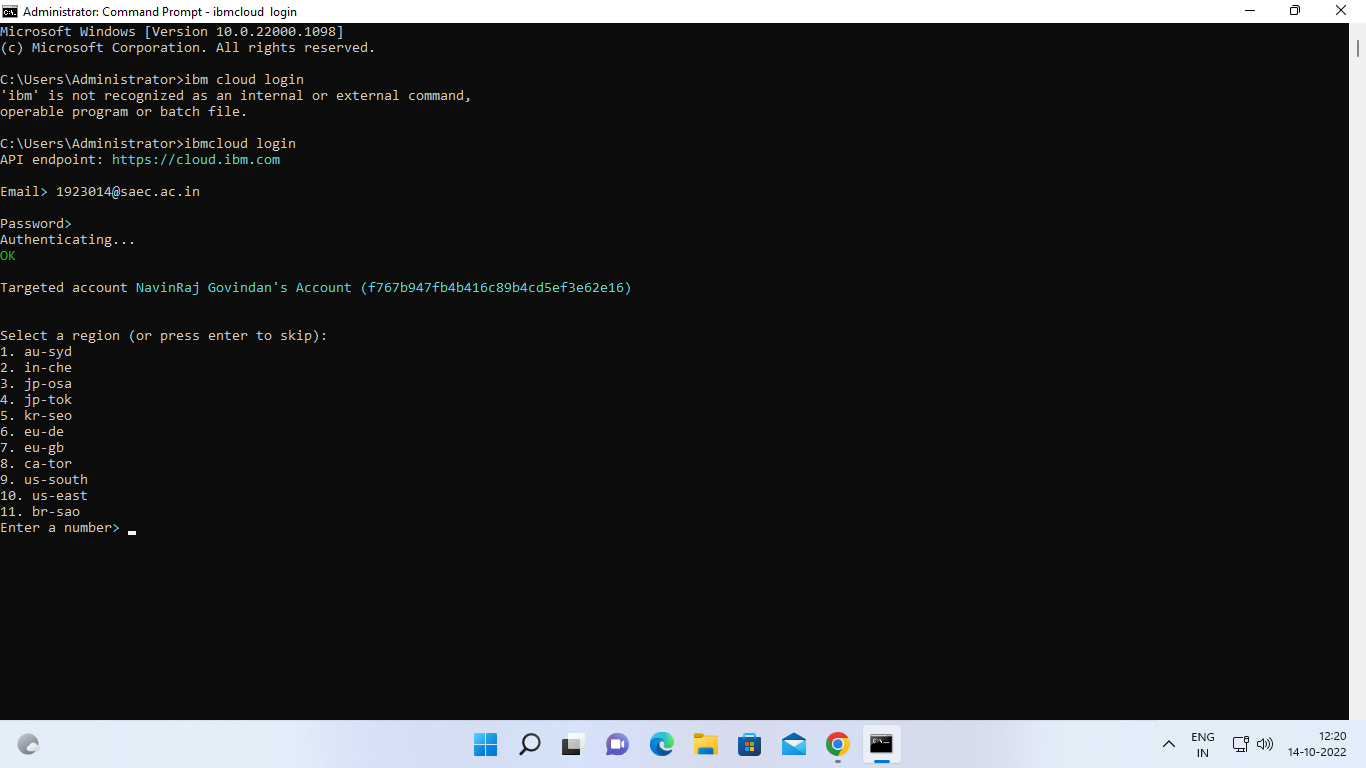 Administrator: Command Prompt - ibmcloud login
Microsoft Windows [Version 10.0.22000.1098]
(c) Microsoft Corporation. All rights reserved.
C:\Users\Administrator>ibm cloud login
'ibm' is not recognized as an internal or external command,
operable program or batch file.
C:\Users\Administrator>ibmcloud login
API endpoint: https://cloud.ibm.com
Email> 1923014@saec.ac.in
Password>
Authenticating...
OK
Targeted account NavinRaj Govindan's Account (f767b947fb4b416c89b4cd5ef3e62e16)
Select a region (or press enter to skip):
1. au-syd
2. in-che
3. jp-osa
4. jp-tok
5. kr-seo
6. eu-de
7. eu-gb
8. ca-tor
9. us-south
10. us-east
11. br-sao
Enter a number>
ENG
IN
12:20
14-10-2022